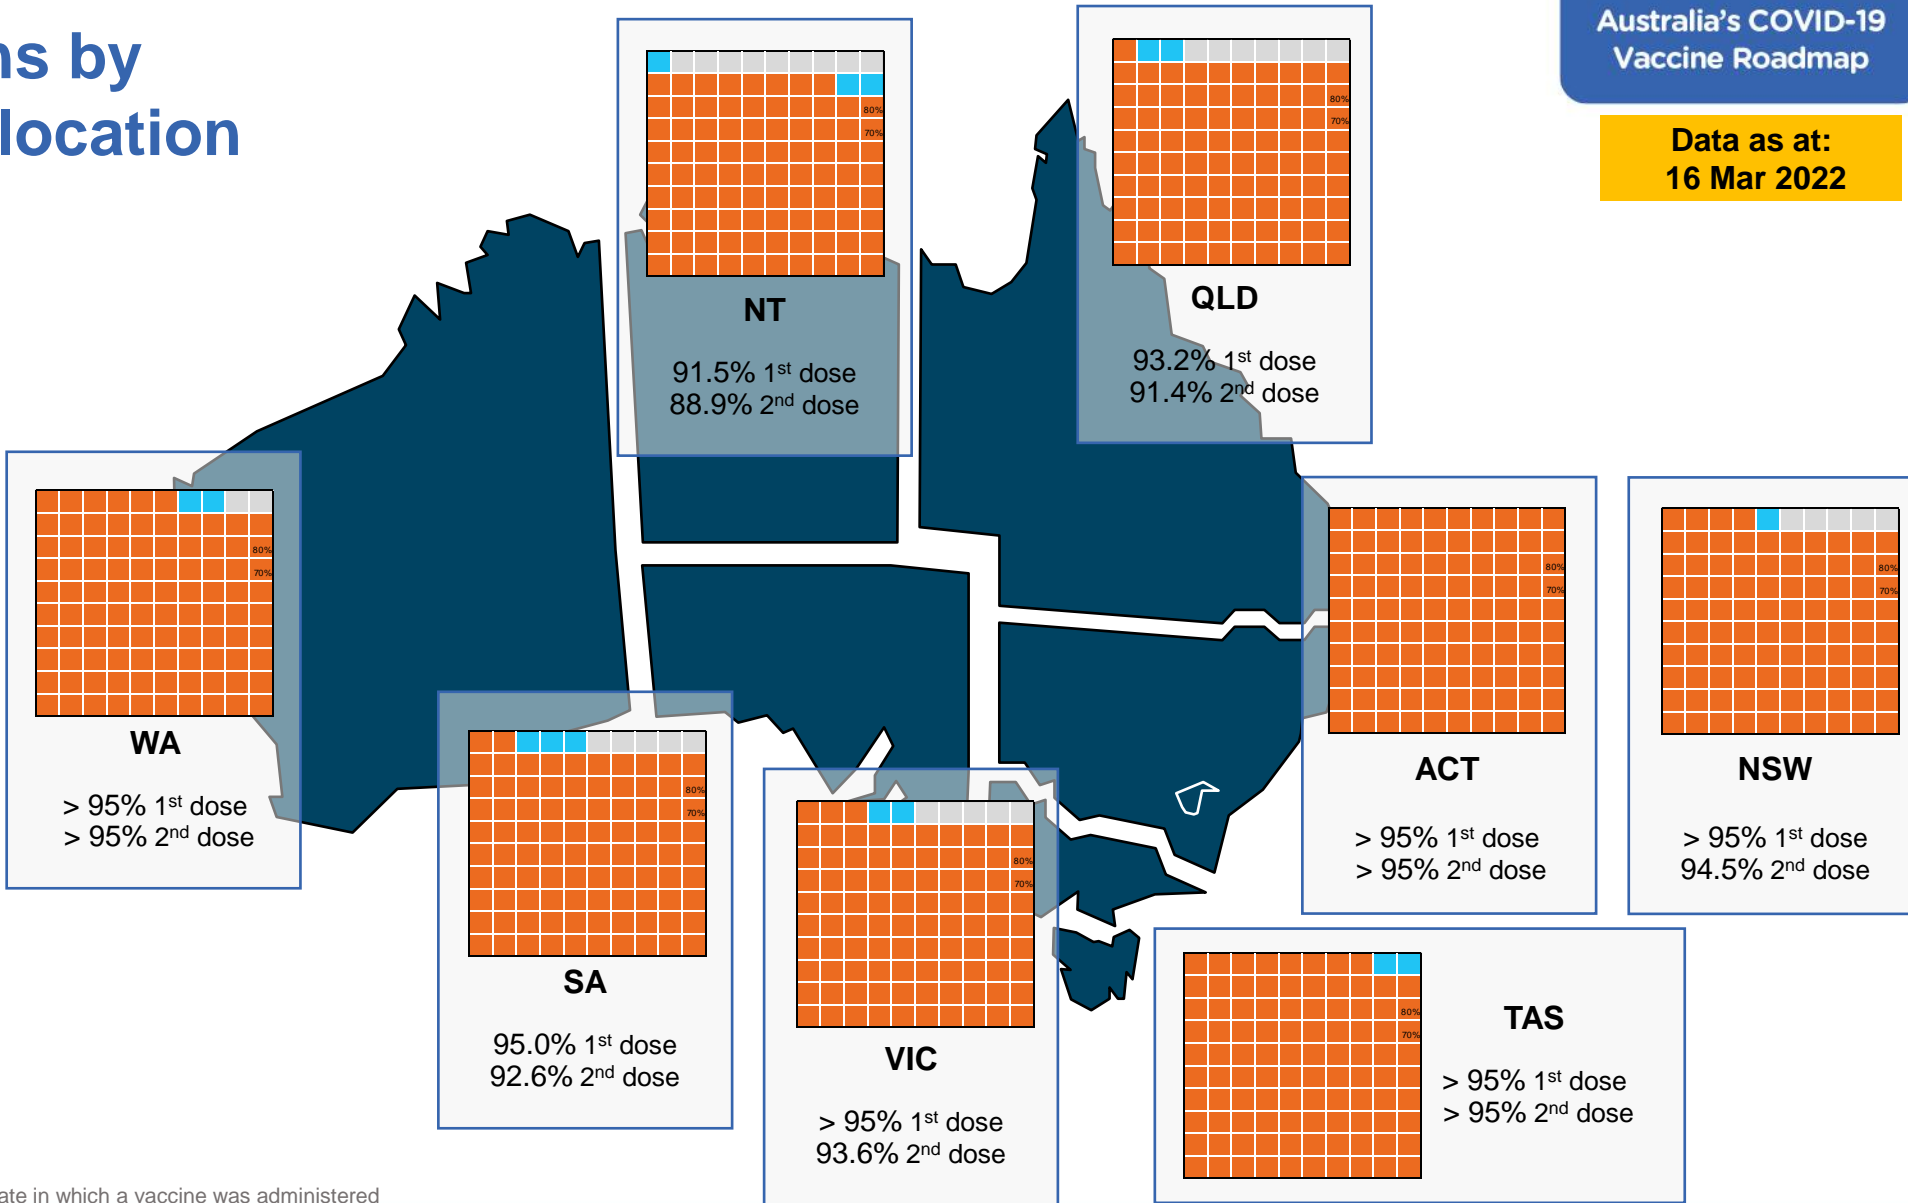 ns by
location
Australia's COVID-19
Vaccine Roadmap
Data as at:
16 Mar 2022
80%
70%
NT
91.5% 1st dose
88.9% 2nd dose
80%
70%
QLD
93.2% 1st dose
91.4% 2nd dose
80%
70%
WA
> 95% 1st dose
> 95% 2nd dose
80%
70%
ACT
> 95% 1st dose
> 95% 2nd dose
80%
70%
NSW
> 95% 1st dose
94.5% 2nd dose
80%
70%
SA
95.0% 1st dose
92.6% 2nd dose
80%
70%
VIC
> 95% 1st dose
93.6% 2nd dose
80%
70%
TAS
> 95% 1st dose
> 95% 2nd dose
ate in which a vaccine was administered